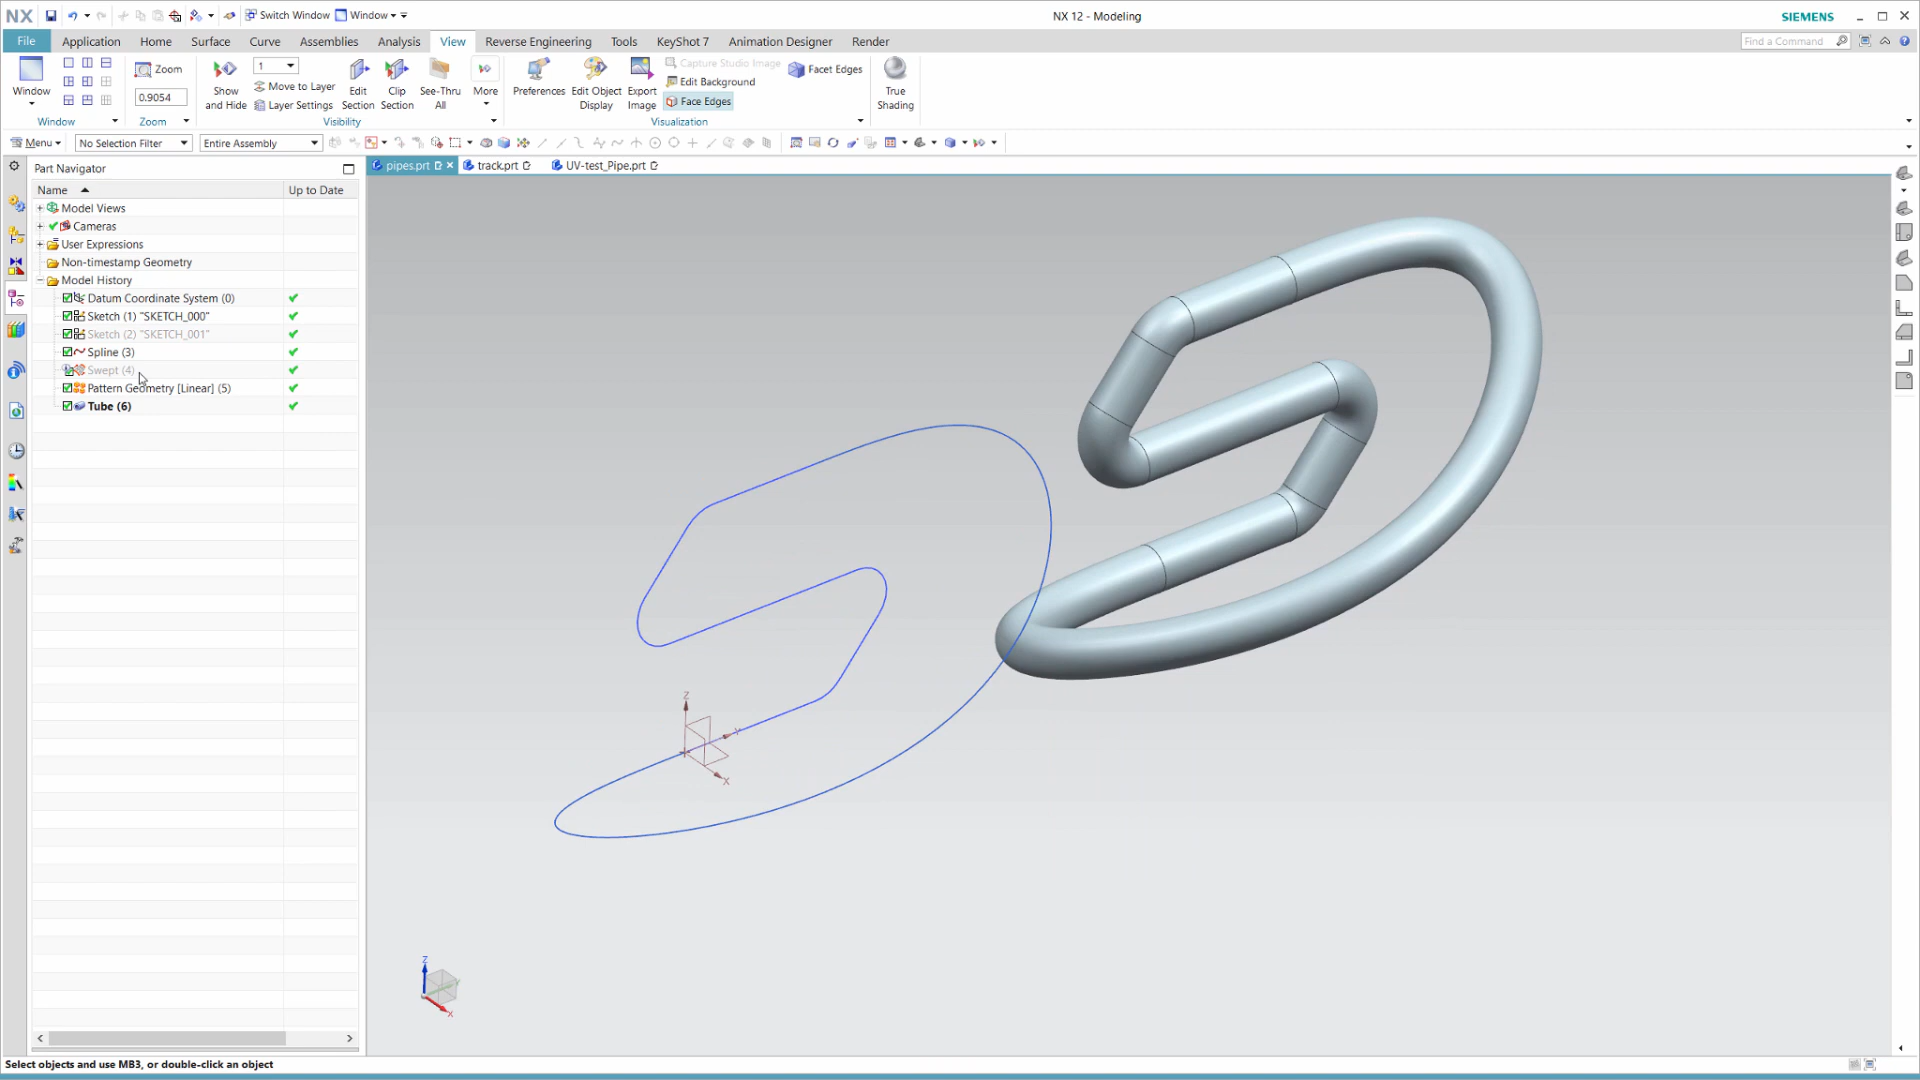 NX
Switch Window Window
NX 12 - Modeling
SIEMENS
File Application Home Surface Curve Assemblies Analysis View Reverse Engineering Tools KeyShot 7 Animation Designer Render
Find a Command
Window
Zoom
0.9054
Show and Hide
1
Move to Layer
Layer Settings
Edit Section
Clip Section
See-Thru All
More
Preferences
Edit Object Display
Export Image
Capture Studio Image
Edit Background
Face Edges
Facet Edges
True Shading
Window Zoom Visibility Visualization
Menu No Selection Filter Entire Assembly
Part Navigator
pipes.prt track.prt UV-test_Pipe.prt
Name Up to Date
Model Views
Cameras
User Expressions
Non-timestamp Geometry
Model History
Datum Coordinate System (0)
Sketch (1) "SKETCH_000"
Sketch (2) "SKETCH_001"
Spline (3)
Swept (4)
Pattern Geometry [Linear] (5)
Tube (6)
Z
Y
X
Z
X
Select objects and use MB3, or double-click an object